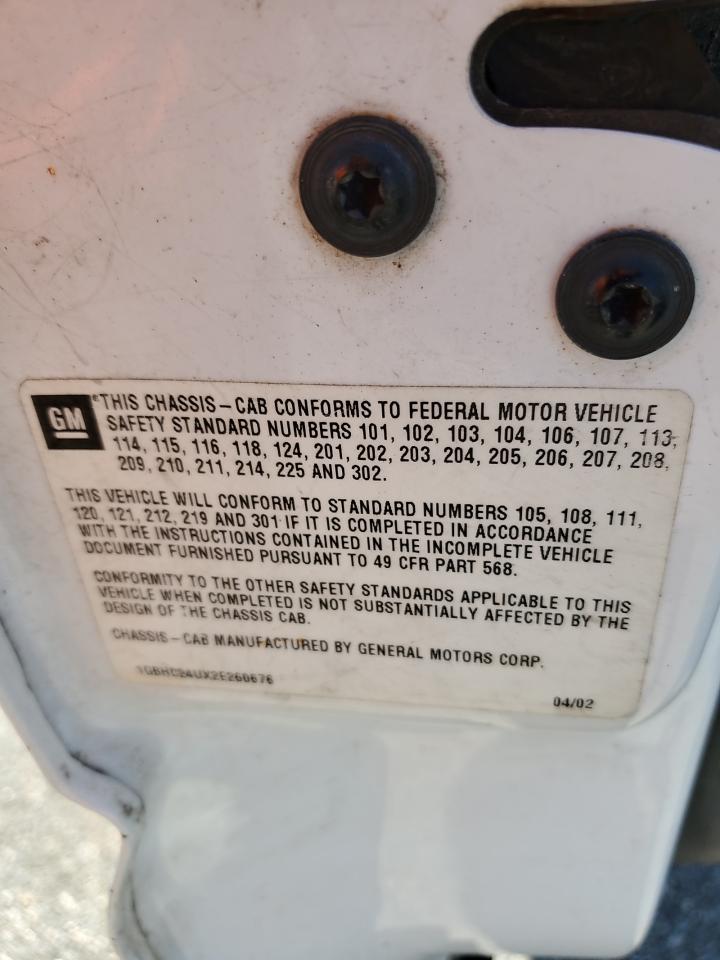 GM
THIS CHASSIS-CAB CONFORMS TO FEDERAL MOTOR VEHICLE
SAFETY STANDARD NUMBERS 101, 102, 103, 104, 106, 107, 113,
114, 115, 116, 118, 124, 201, 202, 203, 204, 205, 206, 207, 208,
209, 210, 211, 214, 225 AND 302.
THIS VEHICLE WILL CONFORM TO STANDARD NUMBERS 105, 108, 111,
120, 121, 212, 219 AND 301 IF IT IS COMPLETED IN ACCORDANCE
WITH THE INSTRUCTIONS CONTAINED IN THE INCOMPLETE VEHICLE
DOCUMENT FURNISHED PURSUANT TO 49 CFR PART 568.
CONFORMITY TO THE OTHER SAFETY STANDARDS APPLICABLE TO THIS
VEHICLE WHEN COMPLETED IS NOT SUBSTANTIALLY AFFECTED BY THE
DESIGN OF THE CHASSIS CAB.
CHASSIS-CAB MANUFACTURED BY GENERAL MOTORS CORP.
1GBHC24UX2E260676
04/02